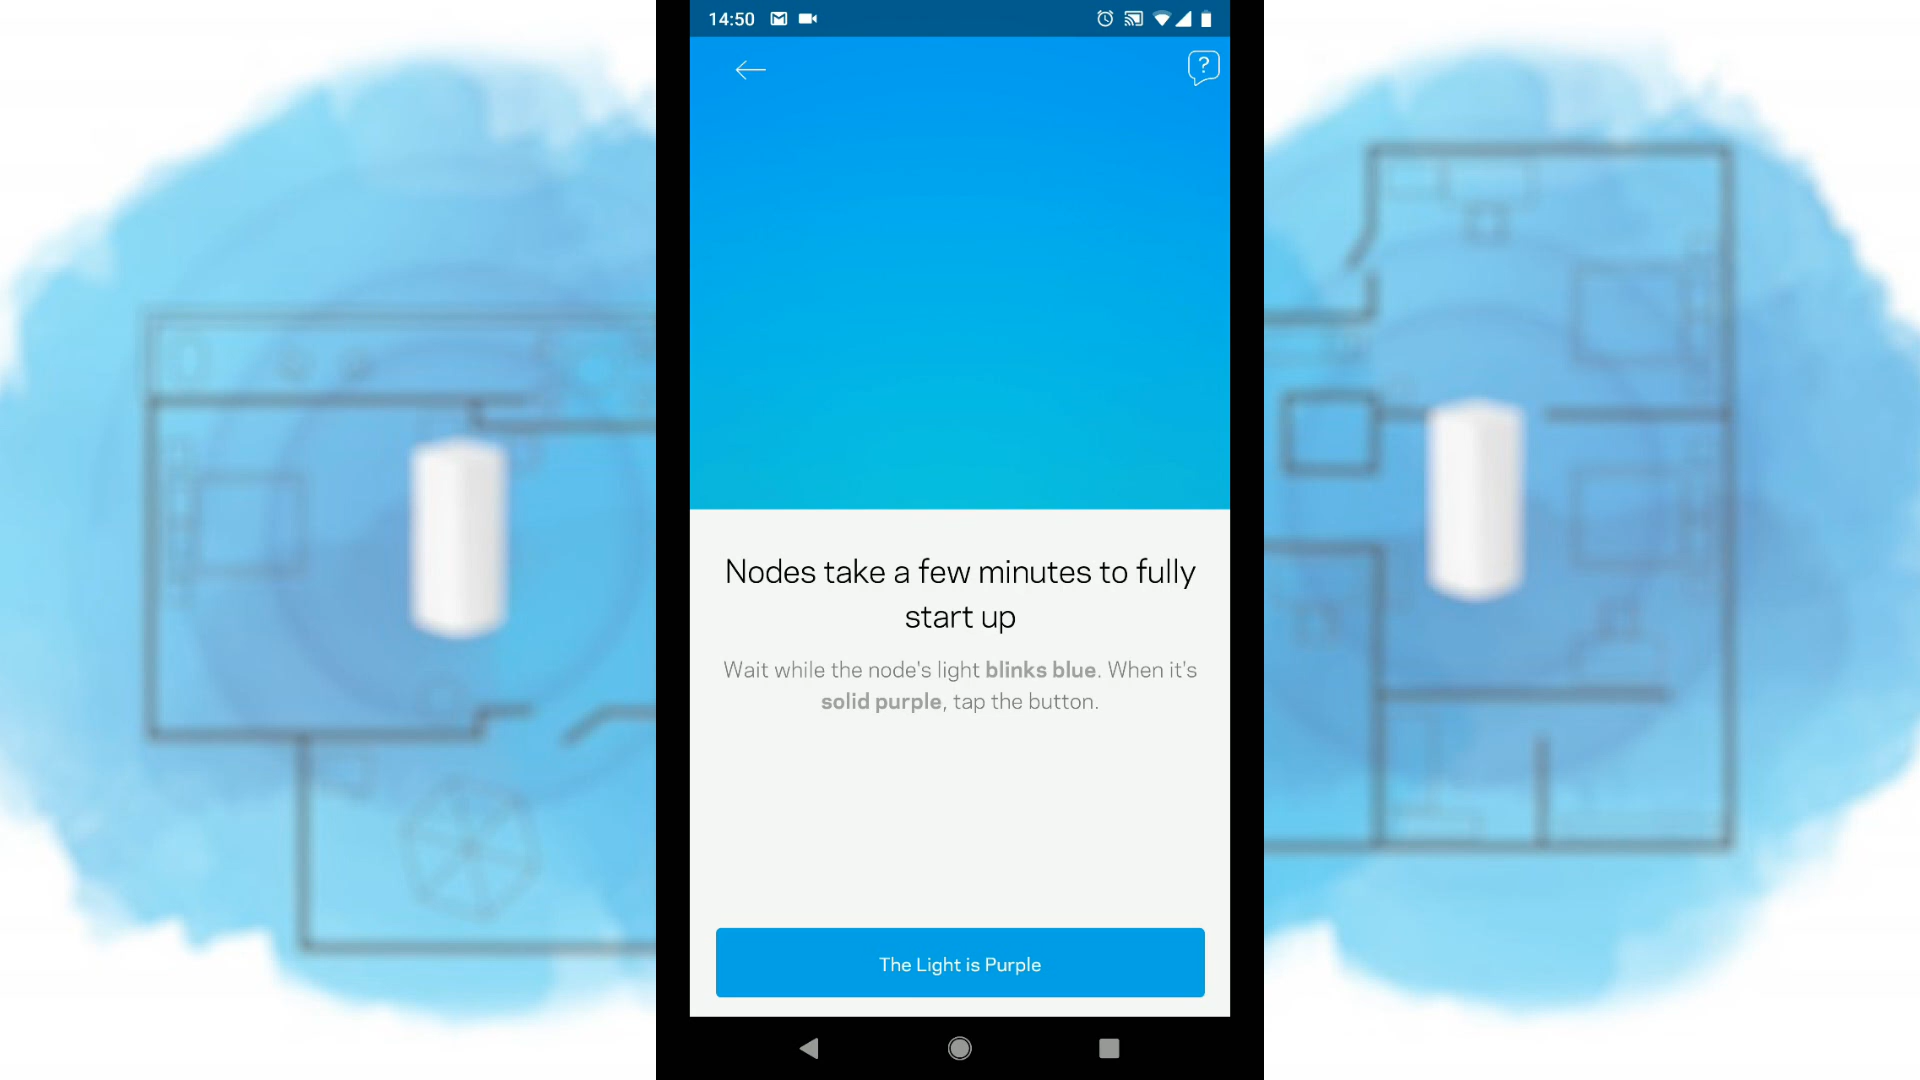 14:50
?
Nodes take a few minutes to fully
start up
Wait while the node's light blinks blue. When it's
solid purple, tap the button.
The Light is Purple